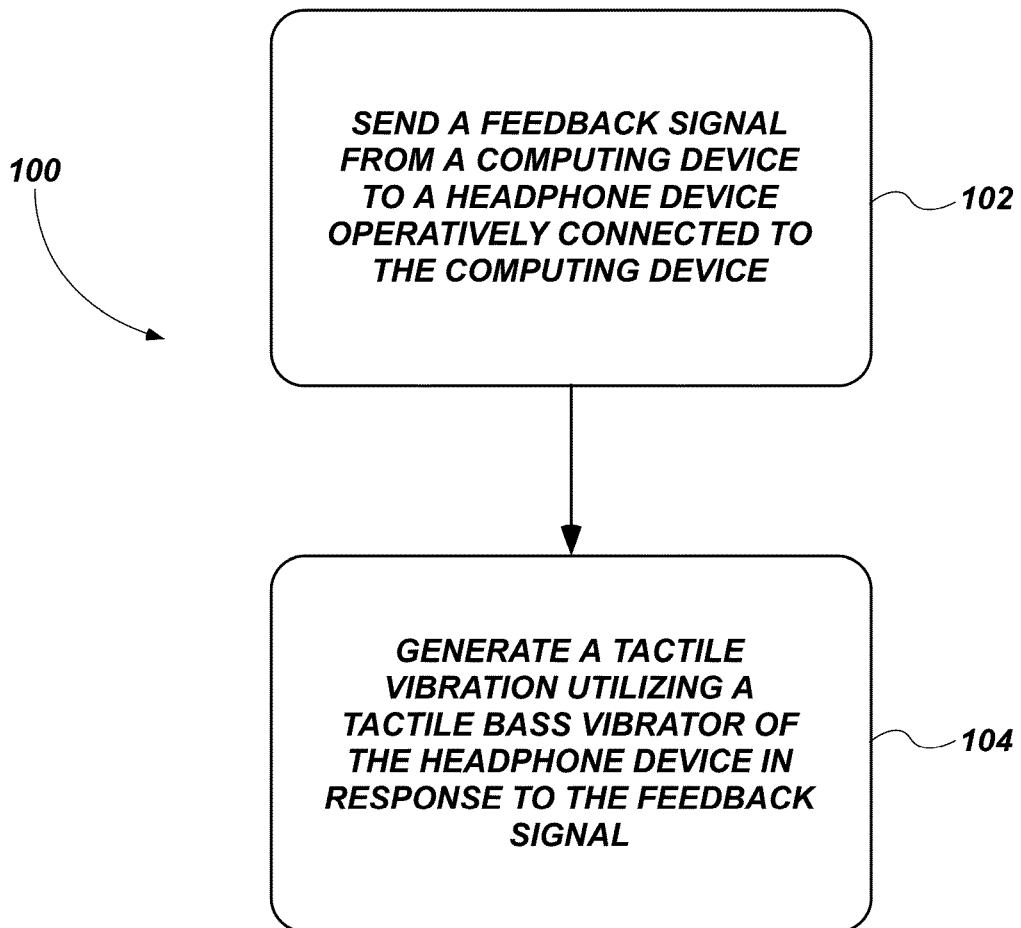 100
SEND A FEEDBACK SIGNAL
FROM A COMPUTING DEVICE
TO A HEADPHONE DEVICE
OPERATIVELY CONNECTED TO
THE COMPUTING DEVICE
102
GENERATE A TACTILE
VIBRATION UTILIZING A
TACTILE BASS VIBRATOR OF
THE HEADPHONE DEVICE IN
RESPONSE TO THE FEEDBACK
SIGNAL
104